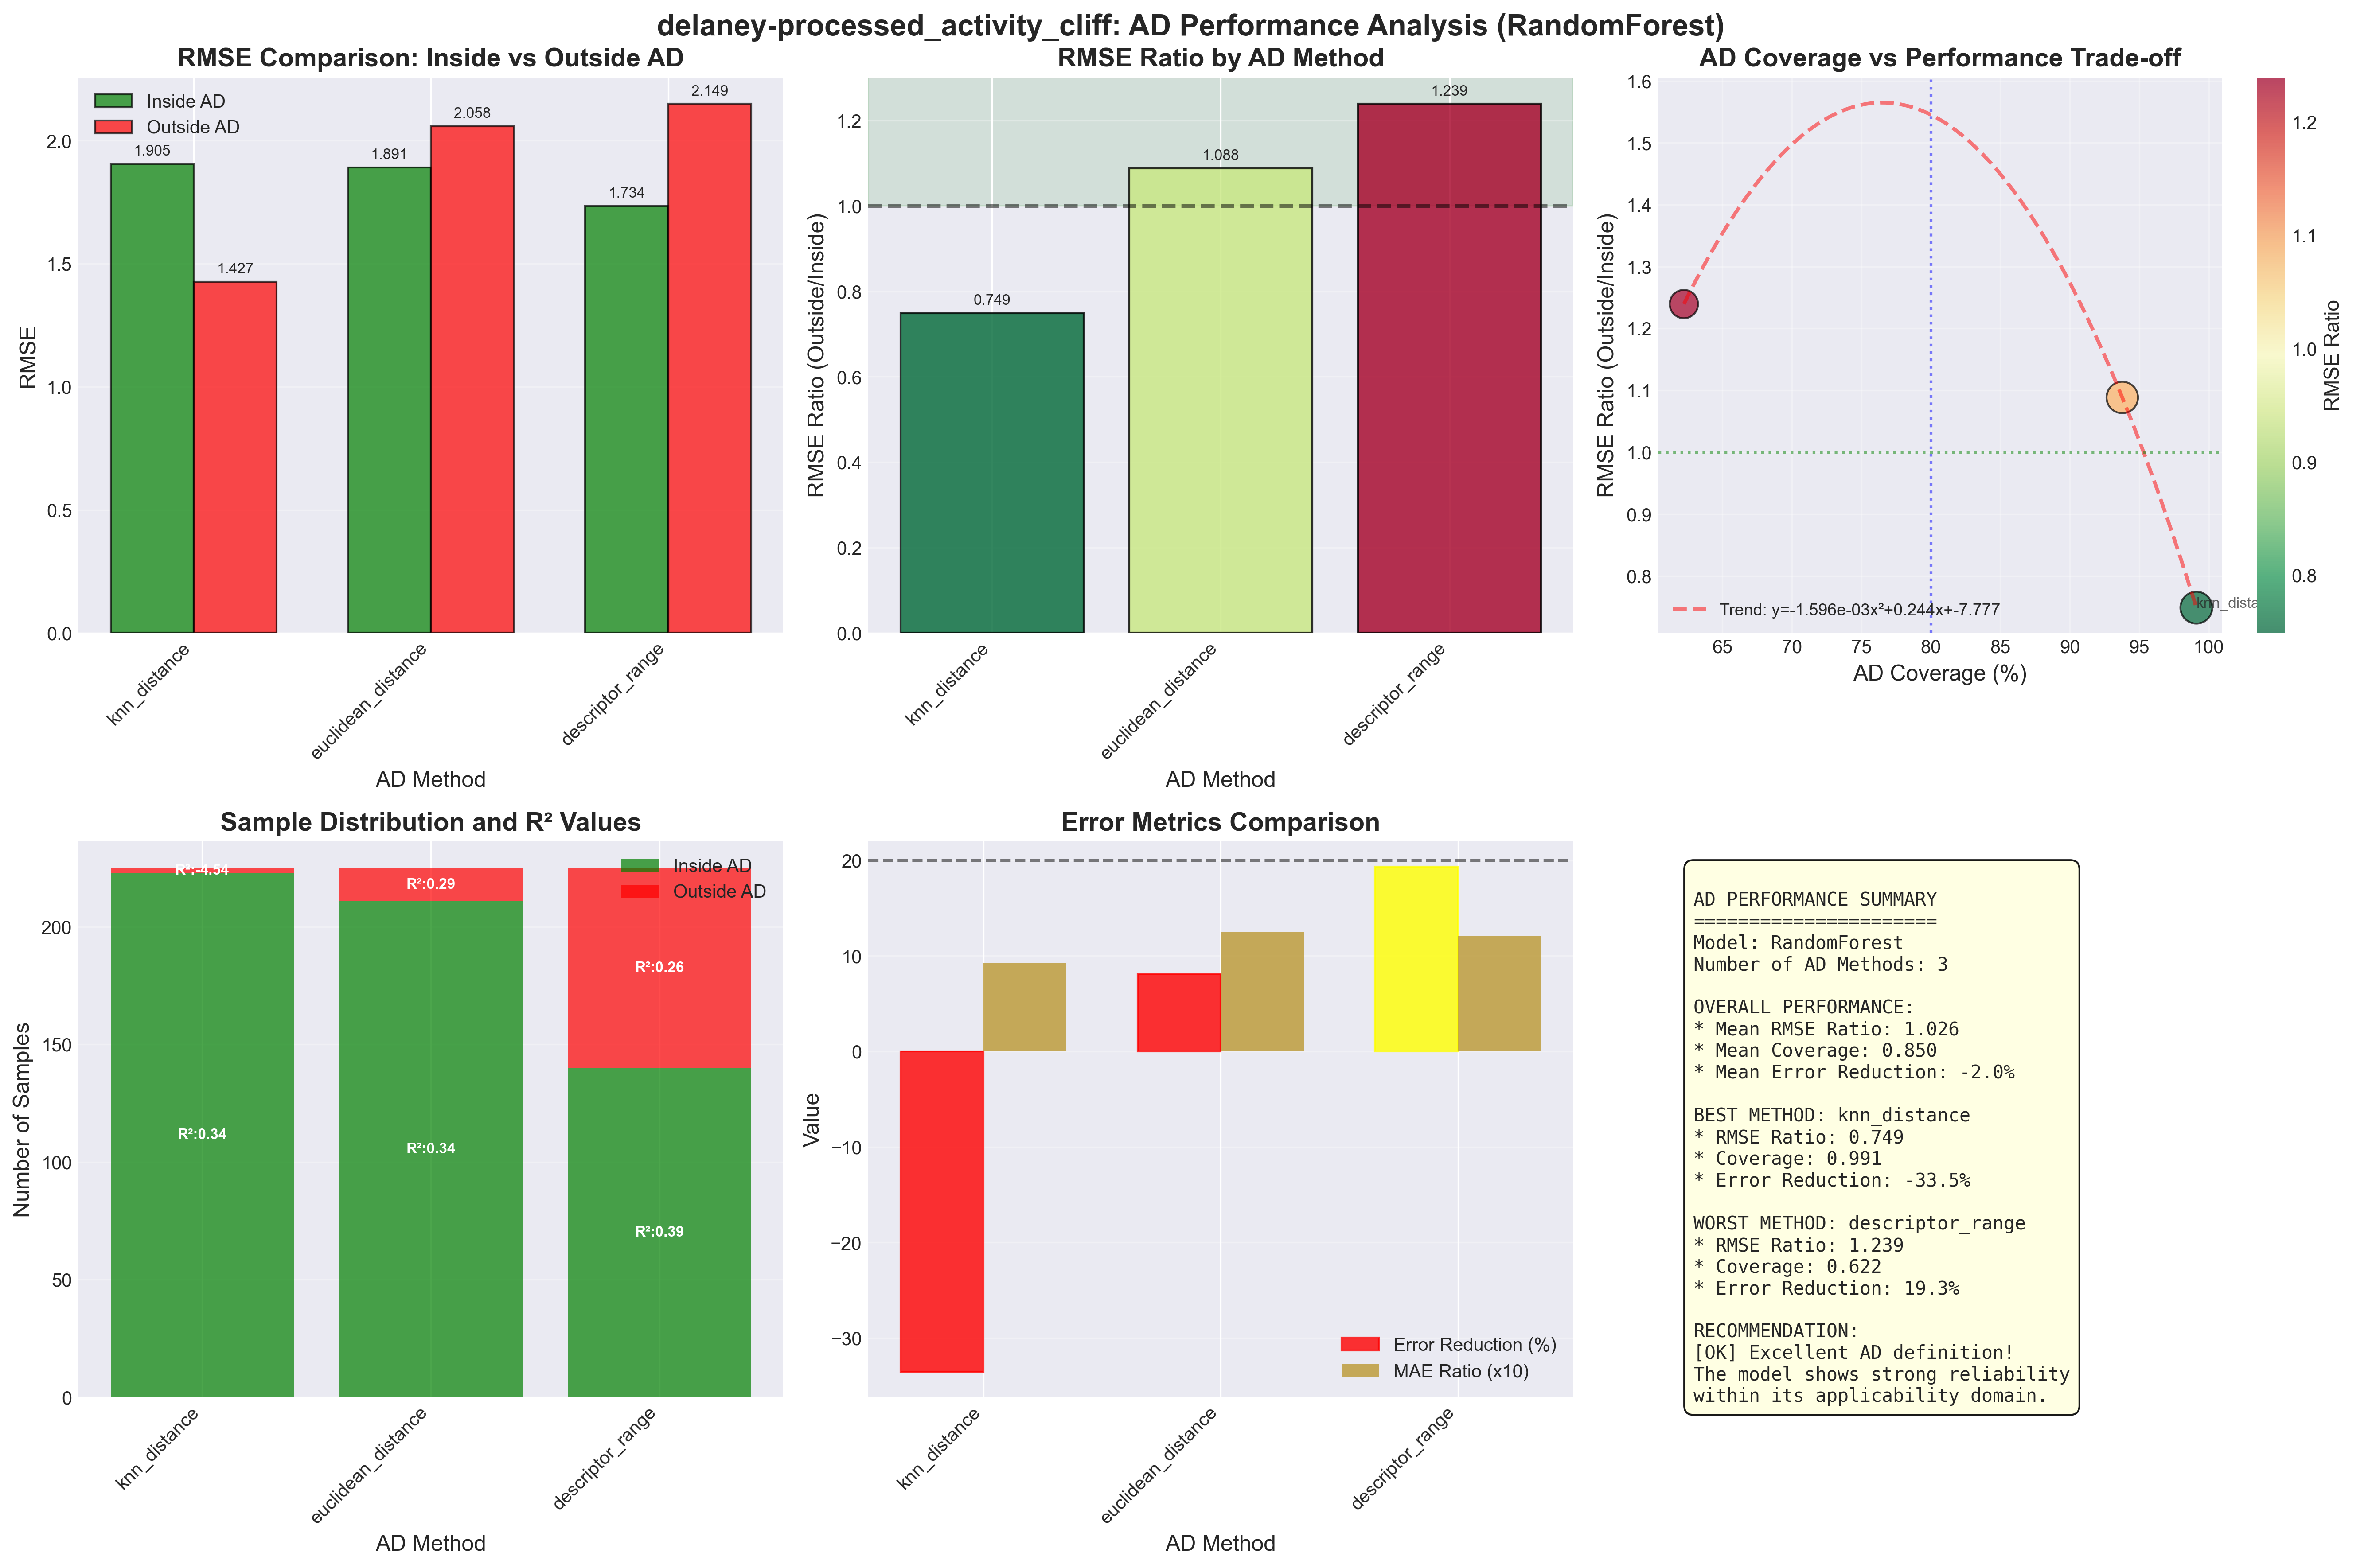 delaney-processed_activity_cliff: AD Performance Analysis (RandomForest)
RMSE Comparison: Inside vs Outside AD
Inside AD
Outside AD
1.905
1.427
1.891
2.058
1.734
2.149
2.0
1.5
1.0
0.5
0.0
RMSE
knn_distance
euclidean_distance
descriptor_range
AD Method
RMSE Ratio by AD Method
0.749
1.088
1.239
1.2
1.0
0.8
0.6
0.4
0.2
0.0
RMSE Ratio (Outside/Inside)
knn_distance
euclidean_distance
descriptor_range
AD Method
AD Coverage vs Performance Trade-off
1.6
1.5
1.4
1.3
1.2
1.1
1.0
0.9
0.8
RMSE Ratio (Outside/Inside)
Trend: y=-1.596e-03x²+0.244x+-7.777
knn_dista
65
70
75
80
85
90
95
100
AD Coverage (%)
1.2
1.1
1.0
0.9
0.8
RMSE Ratio
Sample Distribution and R² Values
Inside AD
Outside AD
R²:-4.54
R²:0.34
R²:0.29
R²:0.34
R²:0.26
R²:0.39
200
150
100
50
0
Number of Samples
knn_distance
euclidean_distance
descriptor_range
AD Method
Error Metrics Comparison
20
10
0
−10
−20
−30
Value
Error Reduction (%)
MAE Ratio (x10)
knn_distance
euclidean_distance
descriptor_range
AD Method
AD PERFORMANCE SUMMARY
======================
Model: RandomForest
Number of AD Methods: 3
OVERALL PERFORMANCE:
* Mean RMSE Ratio: 1.026
* Mean Coverage: 0.850
* Mean Error Reduction: -2.0%
BEST METHOD: knn_distance
* RMSE Ratio: 0.749
* Coverage: 0.991
* Error Reduction: -33.5%
WORST METHOD: descriptor_range
* RMSE Ratio: 1.239
* Coverage: 0.622
* Error Reduction: 19.3%
RECOMMENDATION:
[OK] Excellent AD definition!
The model shows strong reliability
within its applicability domain.